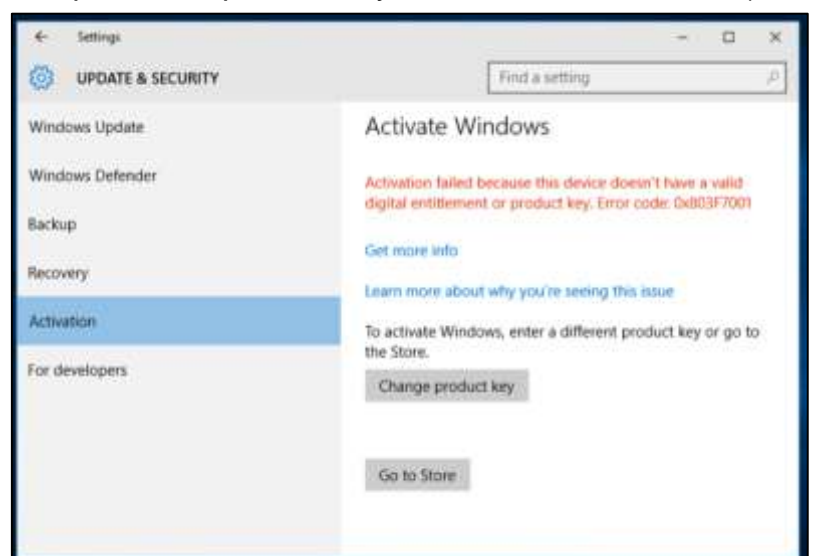 Settings
UPDATE & SECURITY
Find a setting
Windows Update
Windows Defender
Backup
Recovery
Activation
For developers
Activate Windows
Activation failed because this device doesn't have a valid
digital entitlement or product key. Error code: 0x803F7001
Get more info
Learn more about why you're seeing this issue
To activate Windows, enter a different product key or go to
the Store.
Change product key
Go to Store